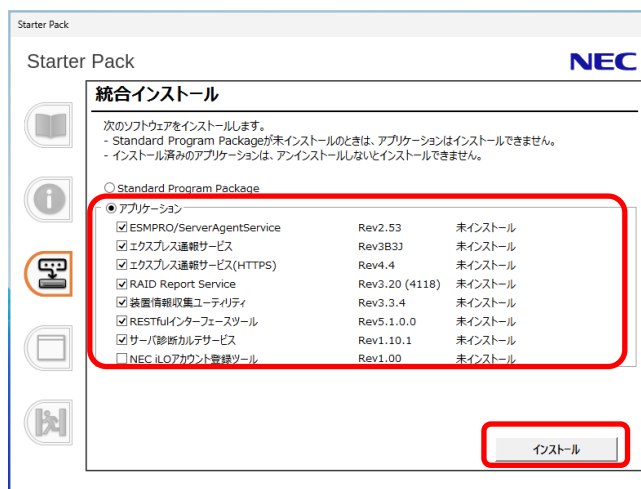 Starter Pack
Starter Pack
NEC
統合インストール
次のソフトウェアをインストールします。
- Standard Program Packageが未インストールのときは、アプリケーションはインストールできません。
- インストール済みのアプリケーションは、アンインストールしないとインストールできません。
Standard Program Package
アプリケーション
ESMPRO/ServerAgentService Rev2.53 未インストール
エクスプレス通報サービス Rev3B3J 未インストール
エクスプレス通報サービス(HTTPS) Rev4.4 未インストール
RAID Report Service Rev3.20 (4118) 未インストール
装置情報収集ユーティリティ Rev3.3.4 未インストール
RESTfulインターフェースツール Rev5.1.0.0 未インストール
サーバ診断カルテサービス Rev1.10.1 未インストール
NEC iLOアカウント登録ツール Rev1.00 未インストール
インストール